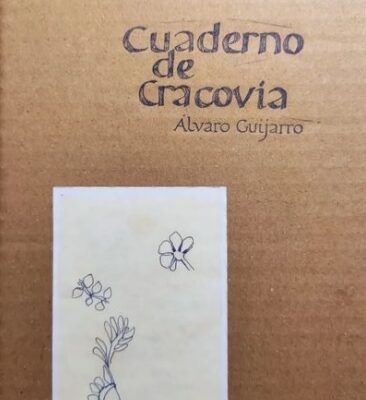 Cuaderno
de
Cracovia
Álvaro Guijarro